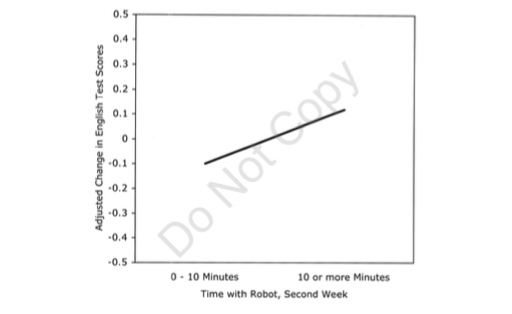 0.5
0.4
0.3
0.2
0.1
0
-0.1
-0.2
-0.3
-0.4
-0.5
Adjusted Change in English Test Scores
Do Not Copy
0 - 10 Minutes
10 or more Minutes
Time with Robot, Second Week